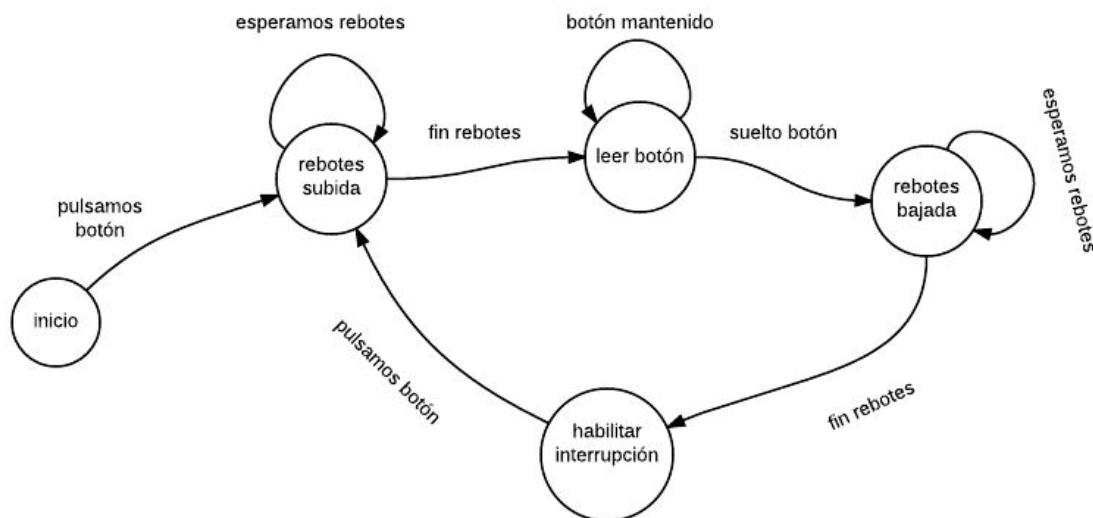 esperamos rebotes
botón mantenido
esperamos rebotes
fin rebotes
suelto botón
leer botón
rebotes
subida
rebotes
bajada
pulsamos
botón
inicio
pulsamos botón
fin rebotes
habilitar
interrupción